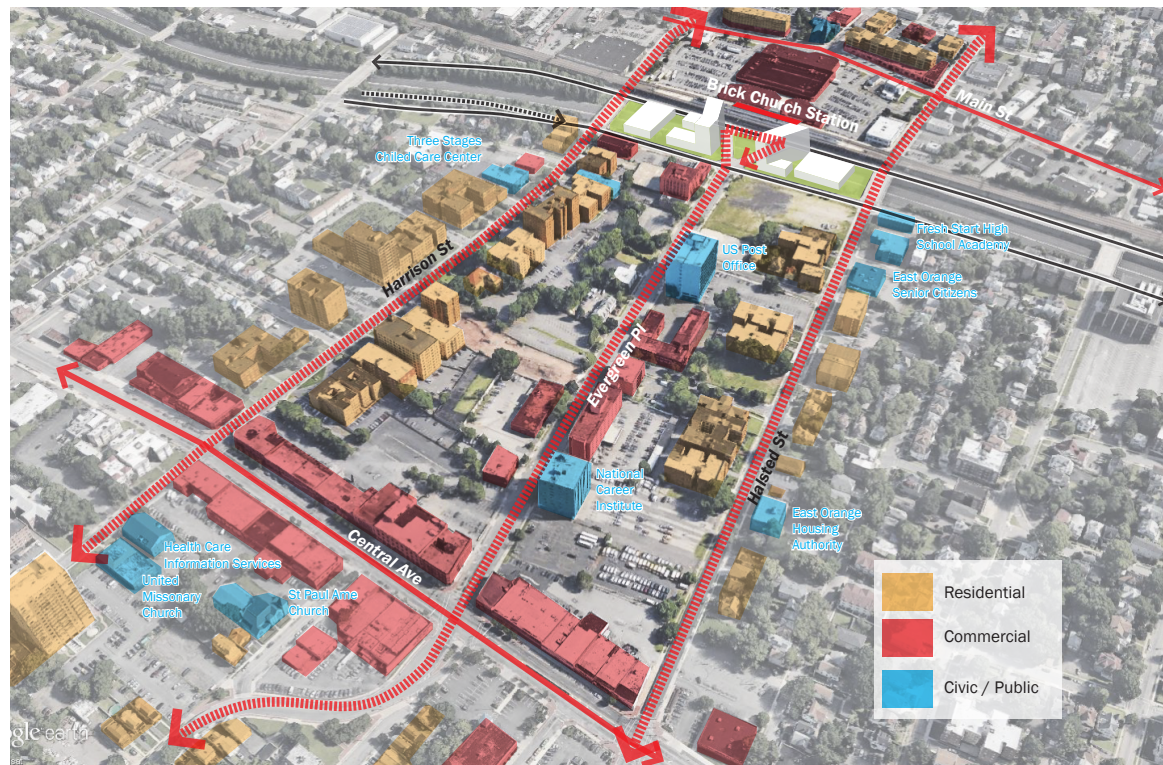 Brick Church Station
Main St
Three Stages
Chiled Care Center
Fresh Start High
School Academy
US Post
Office
East Orange
Senior Citizens
Harrison St
Evergreen Pl
Halsted St
National
Career
Institute
East Orange
Housing
Authority
Central Ave
Health Care
Information Services
United
Missonary
Church
St Paul Ame
Church
Residential
Commercial
Civic / Public
gle earth